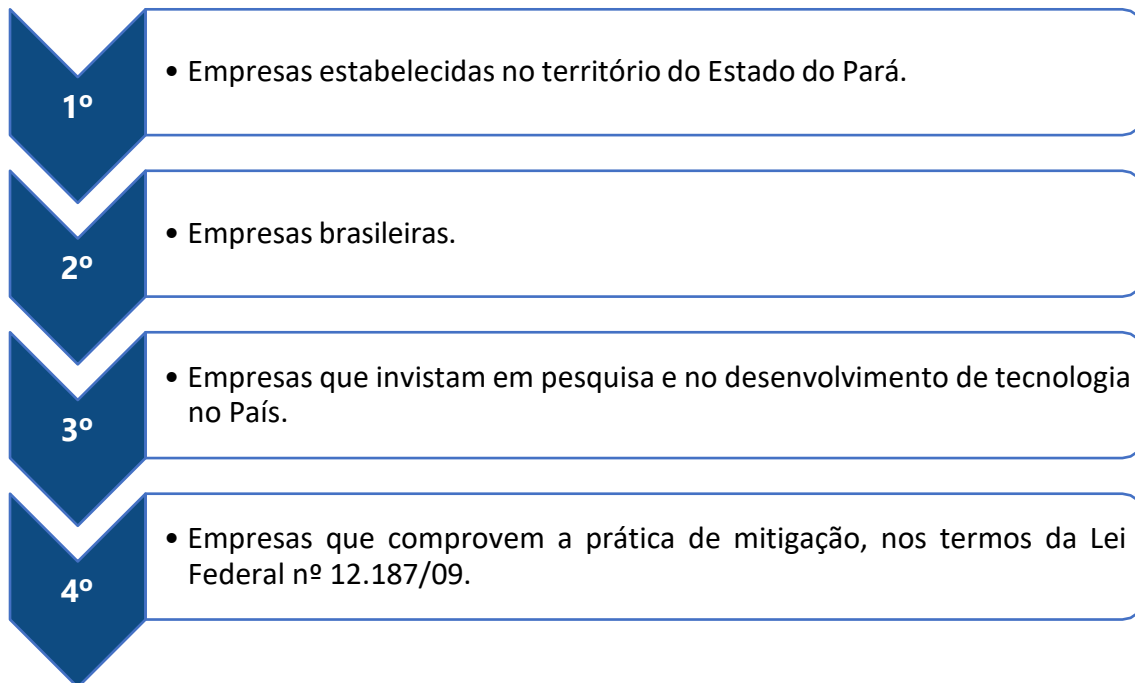 1º
• Empresas estabelecidas no território do Estado do Pará.
2º
• Empresas brasileiras.
3º
• Empresas que invistam em pesquisa e no desenvolvimento de tecnologia
no País.
4º
• Empresas que comprovem a prática de mitigação, nos termos da Lei
Federal nº 12.187/09.